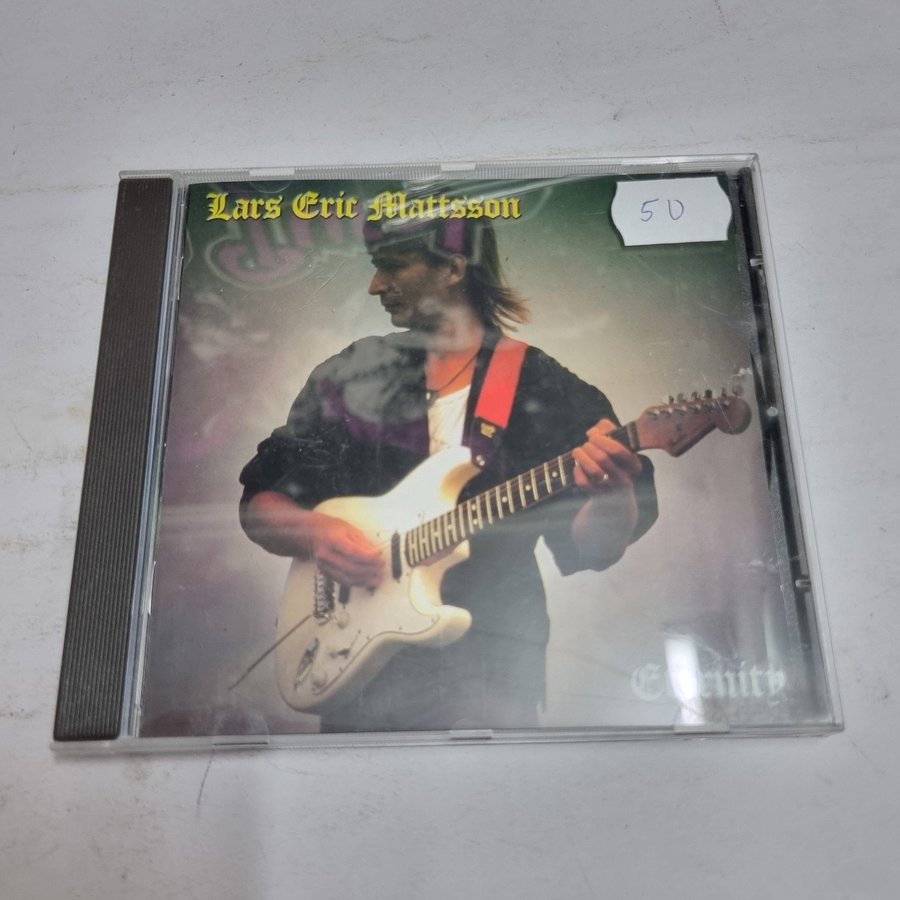 Lars Eric Mattsson
50
Eternity